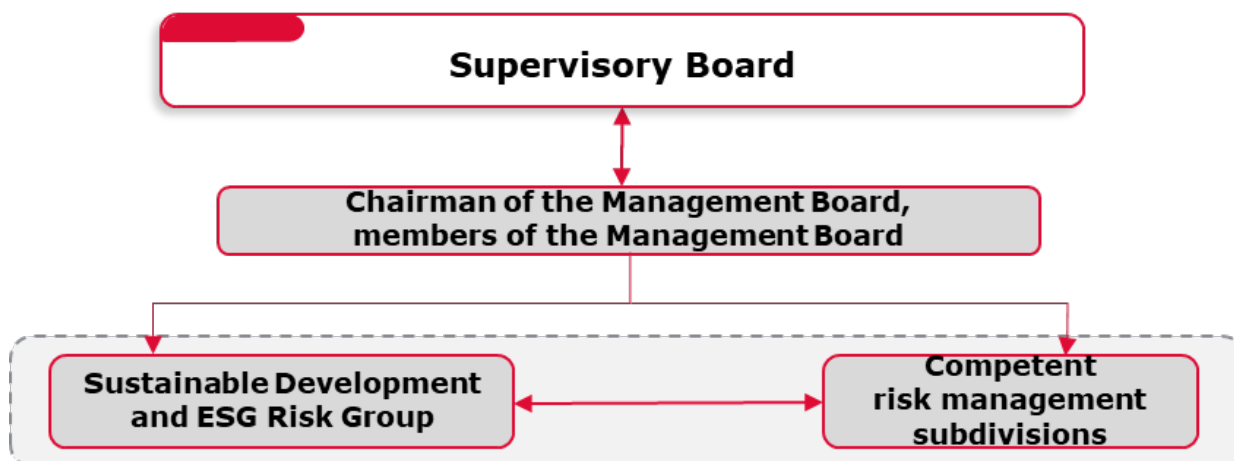 Supervisory Board
Chairman of the Management Board,
members of the Management Board
Sustainable Development
and ESG Risk Group
Competent
risk management
subdivisions